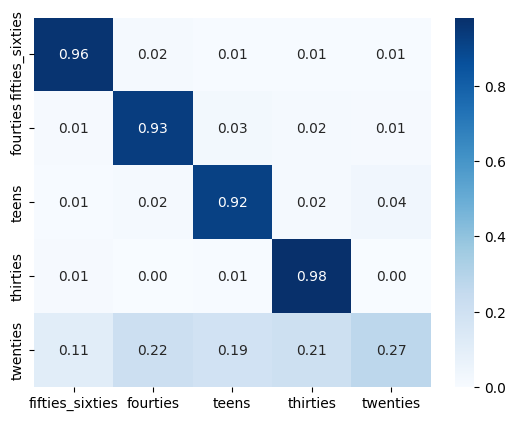 fifties_sixties 0.96 0.02 0.01 0.01 0.01
fourties 0.01 0.93 0.03 0.02 0.01
teens 0.01 0.02 0.92 0.02 0.04
thirties 0.01 0.00 0.01 0.98 0.00
twenties 0.11 0.22 0.19 0.21 0.27
fifties_sixties fourties teens thirties twenties
0.8
0.6
0.4
0.2
0.0